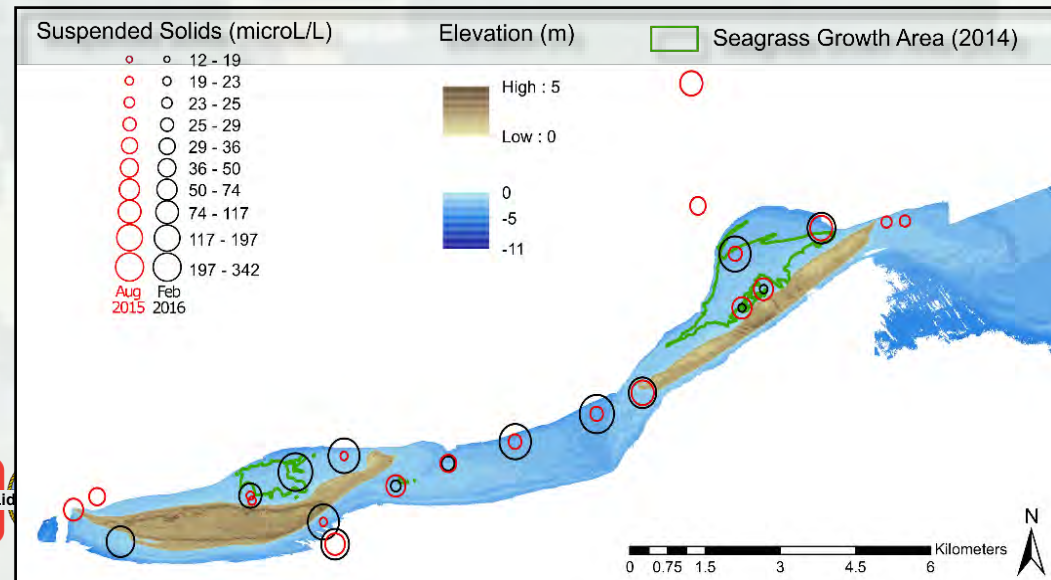 Suspended Solids (microL/L)
12 - 19
19 - 23
23 - 25
25 - 29
29 - 36
36 - 50
50 - 74
74 - 117
117 - 197
197 - 342
Aug
2015
Feb
2016
Elevation (m)
High : 5
Low : 0
0
-5
-11
Seagrass Growth Area (2014)
N
Kilometers
0 0.75 1.5 3 4.5 6